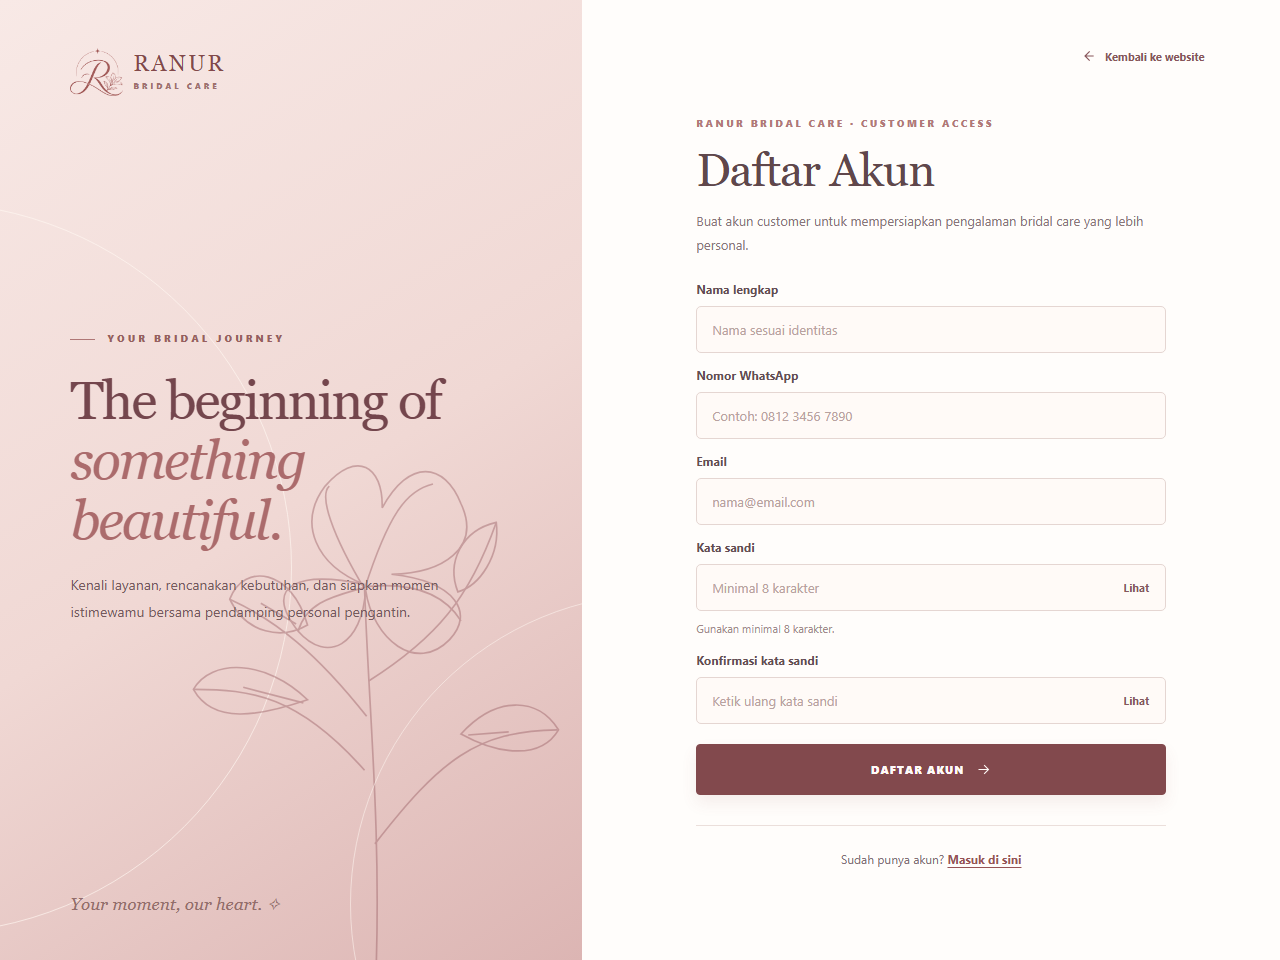 RANUR
BRIDAL CARE
YOUR BRIDAL JOURNEY
The beginning of
something
beautiful.
Kenali layanan, rencanakan kebutuhan, dan siapkan momen
istimewamu bersama pendamping personal pengantin.
Your moment, our heart. ✧
← Kembali ke website
RANUR BRIDAL CARE · CUSTOMER ACCESS
Daftar Akun
Buat akun customer untuk mempersiapkan pengalaman bridal care yang lebih
personal.
Nama lengkap
Nama sesuai identitas
Nomor WhatsApp
Contoh: 0812 3456 7890
Email
nama@email.com
Kata sandi
Minimal 8 karakter Lihat
Gunakan minimal 8 karakter.
Konfirmasi kata sandi
Ketik ulang kata sandi Lihat
DAFTAR AKUN →
Sudah punya akun? Masuk di sini